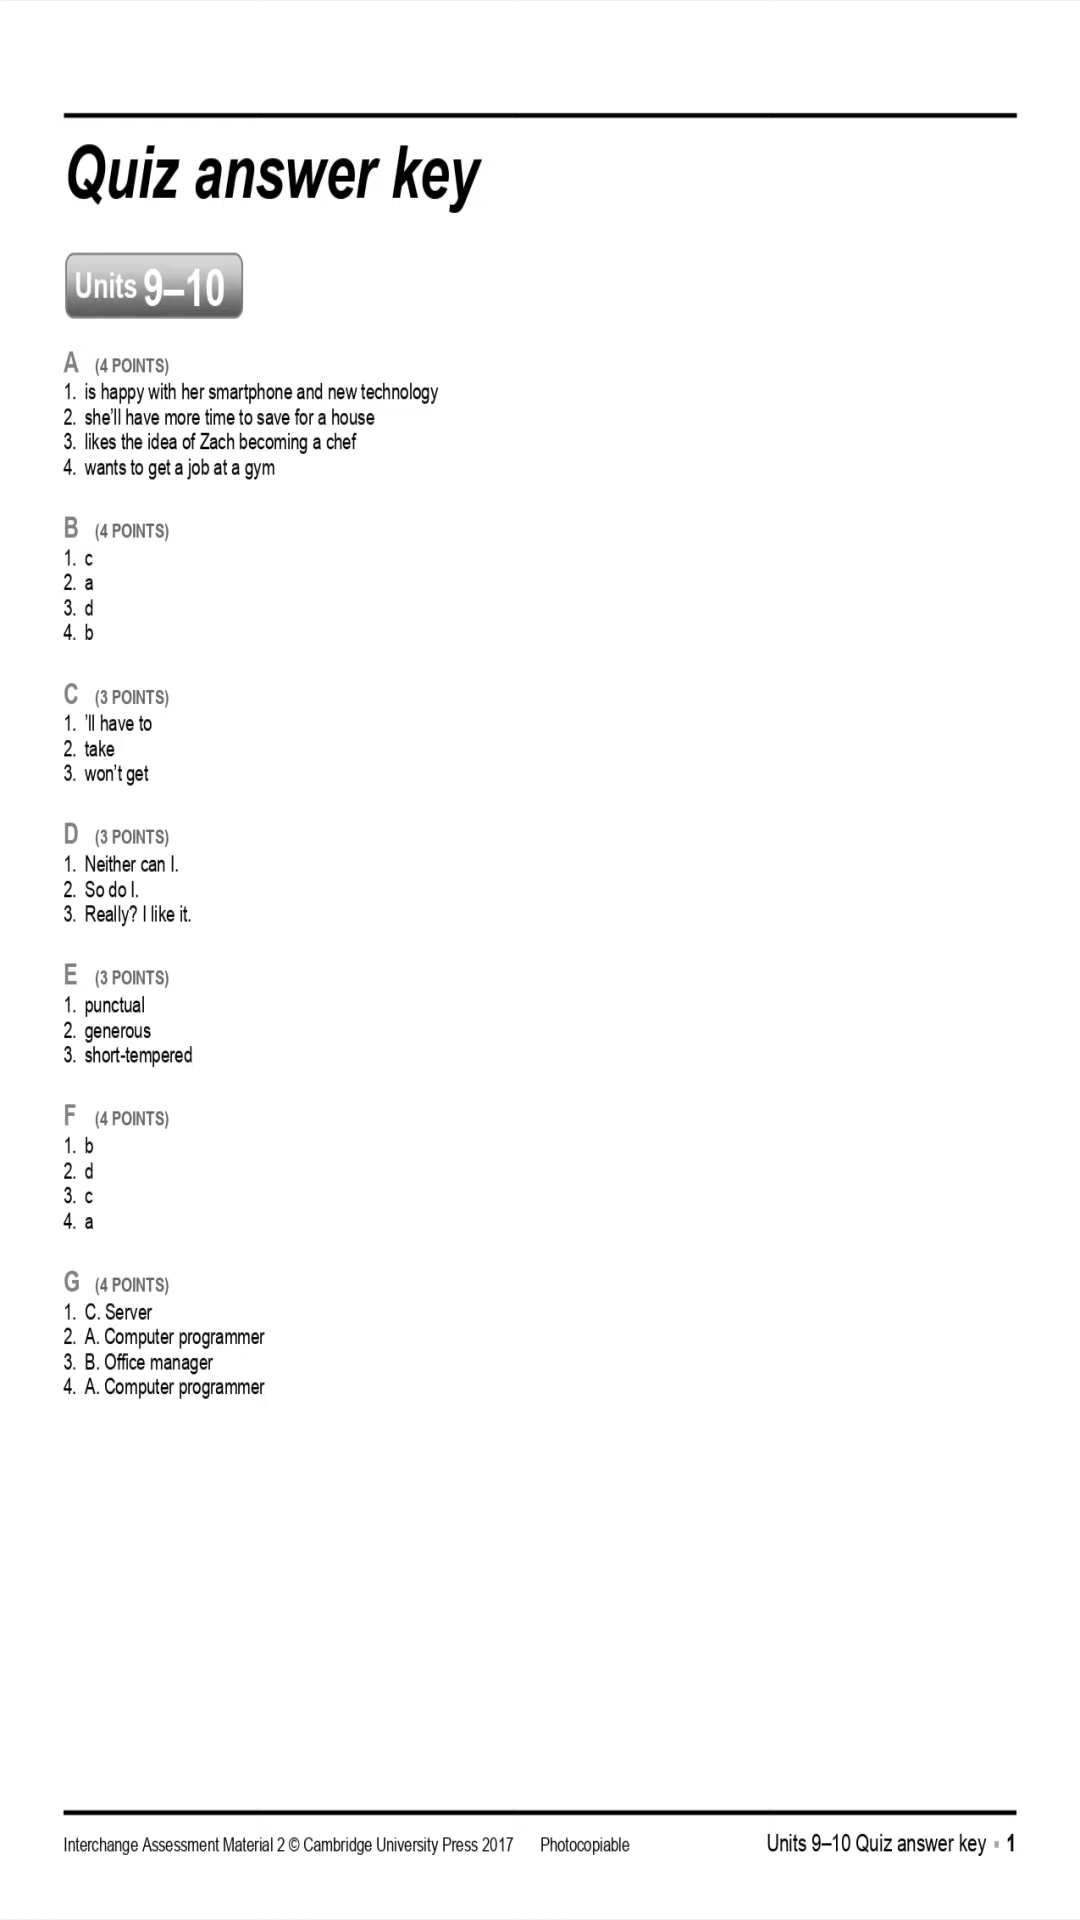 Quiz answer key
Units 9–10
A (4 POINTS)
1. is happy with her smartphone and new technology
2. she’ll have more time to save for a house
3. likes the idea of Zach becoming a chef
4. wants to get a job at a gym
B (4 POINTS)
1. c
2. a
3. d
4. b
C (3 POINTS)
1. ’ll have to
2. take
3. won’t get
D (3 POINTS)
1. Neither can I.
2. So do I.
3. Really? I like it.
E (3 POINTS)
1. punctual
2. generous
3. short-tempered
F (4 POINTS)
1. b
2. d
3. c
4. a
G (4 POINTS)
1. C. Server
2. A. Computer programmer
3. B. Office manager
4. A. Computer programmer
Interchange Assessment Material 2 © Cambridge University Press 2017 Photocopiable Units 9–10 Quiz answer key ▪ 1